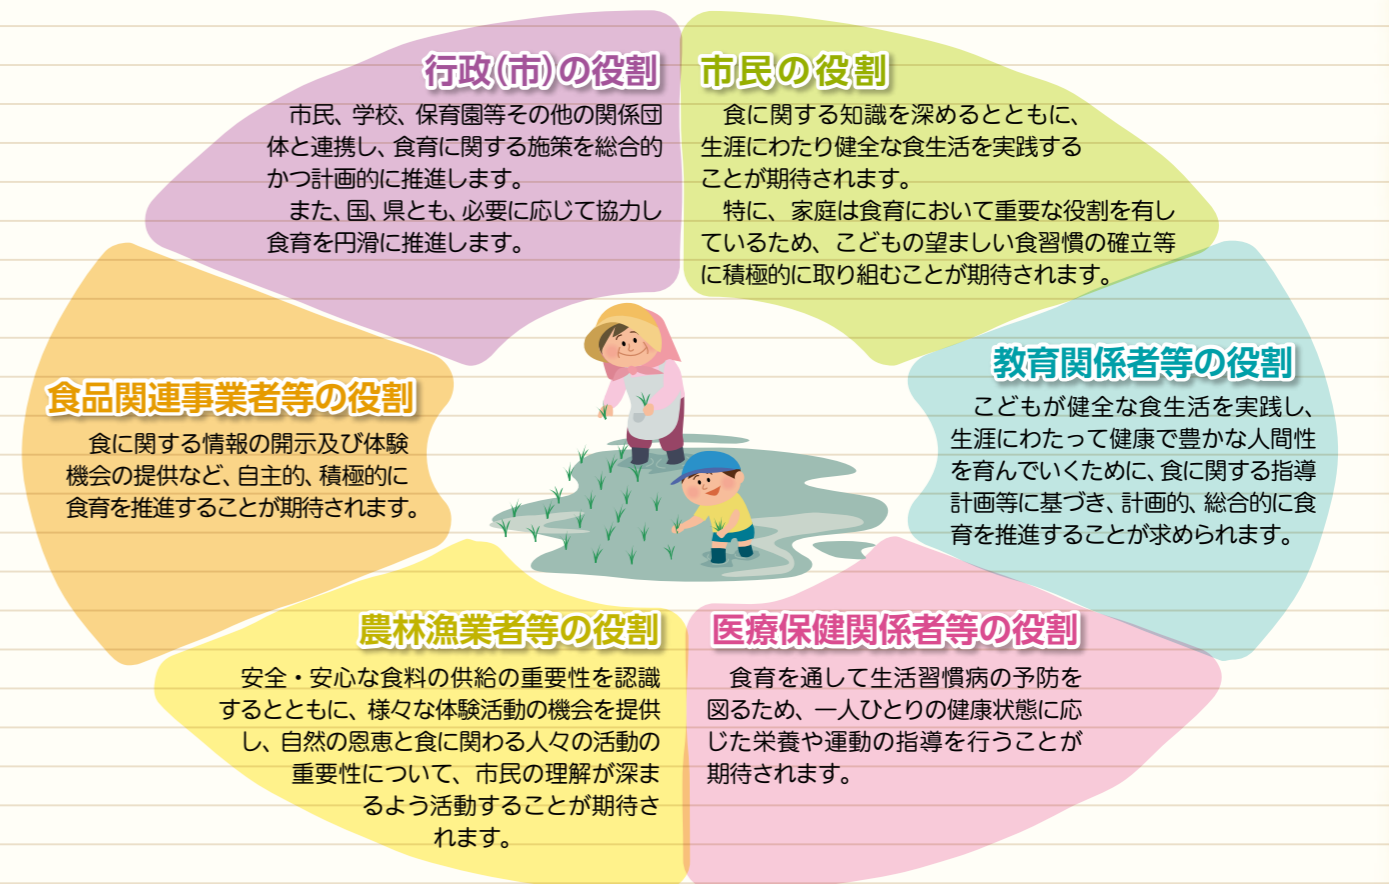 行政(市)の役割
市民、学校、保育園等その他の関係団
体と連携し、食育に関する施策を総合的
かつ計画的に推進します。
また、国、県とも、必要に応じて協力し
食育を円滑に推進します。
市民の役割
食に関する知識を深めるとともに、
生涯にわたり健全な食生活を実践する
ことが期待されます。
特に、家庭は食育において重要な役割を有し
ているため、こどもの望ましい食習慣の確立等
に積極的に取り組むことが期待されます。
教育関係者等の役割
こどもが健全な食生活を実践し、
生涯にわたって健康で豊かな人間性
を育んでいくために、食に関する指導
計画等に基づき、計画的、総合的に食
育を推進することが求められます。
食品関連事業者等の役割
食に関する情報の開示及び体験
機会の提供など、自主的、積極的に
食育を推進することが期待されます。
農林漁業者等の役割
安全・安心な食料の供給の重要性を認識
するとともに、様々な体験活動の機会を提供
し、自然の恩恵と食に関わる人々の活動の
重要性について、市民の理解が深ま
るよう活動することが期待さ
れます。
医療保健関係者等の役割
食育を通して生活習慣病の予防を
図るため、一人ひとりの健康状態に応
じた栄養や運動の指導を行うことが
期待されます。